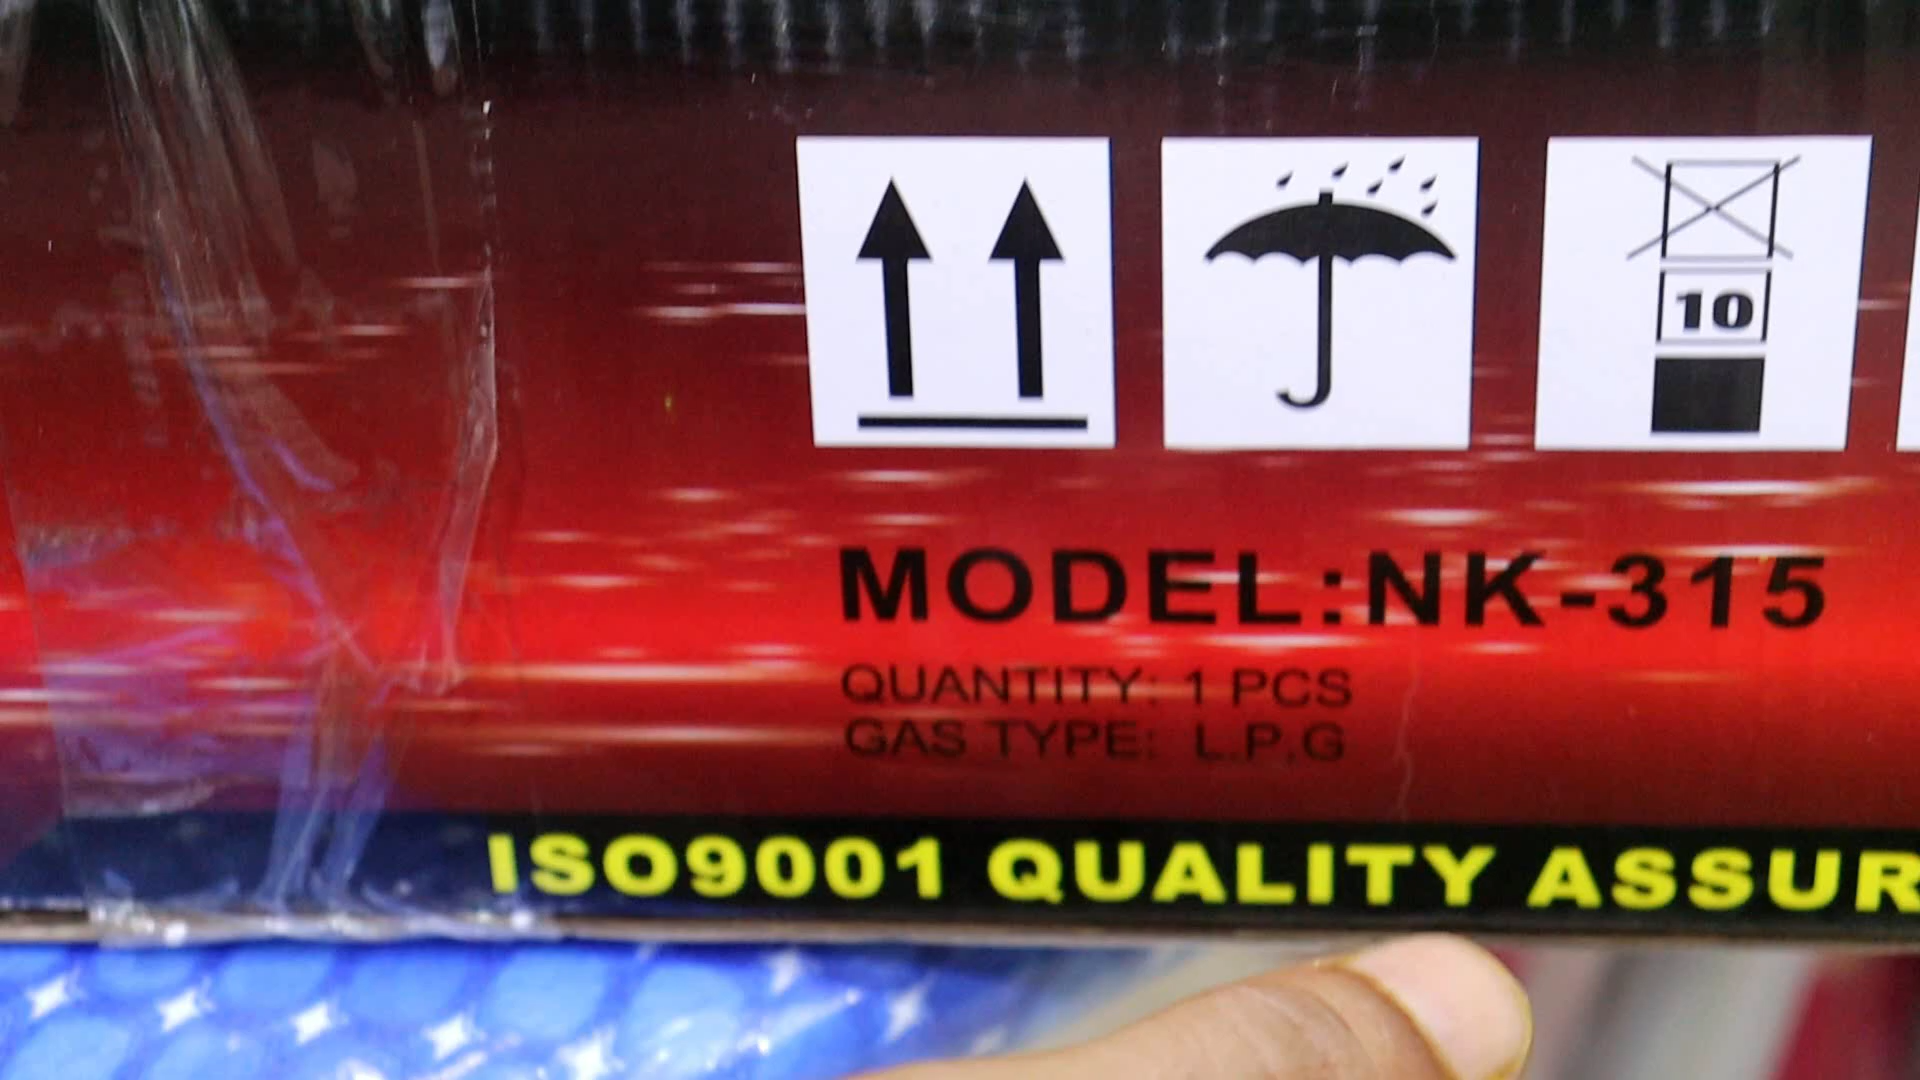 10
MODEL:NK-315
QUANTITY: 1 PCS
GAS TYPE: L.P.G
ISO9001 QUALITY ASSUR